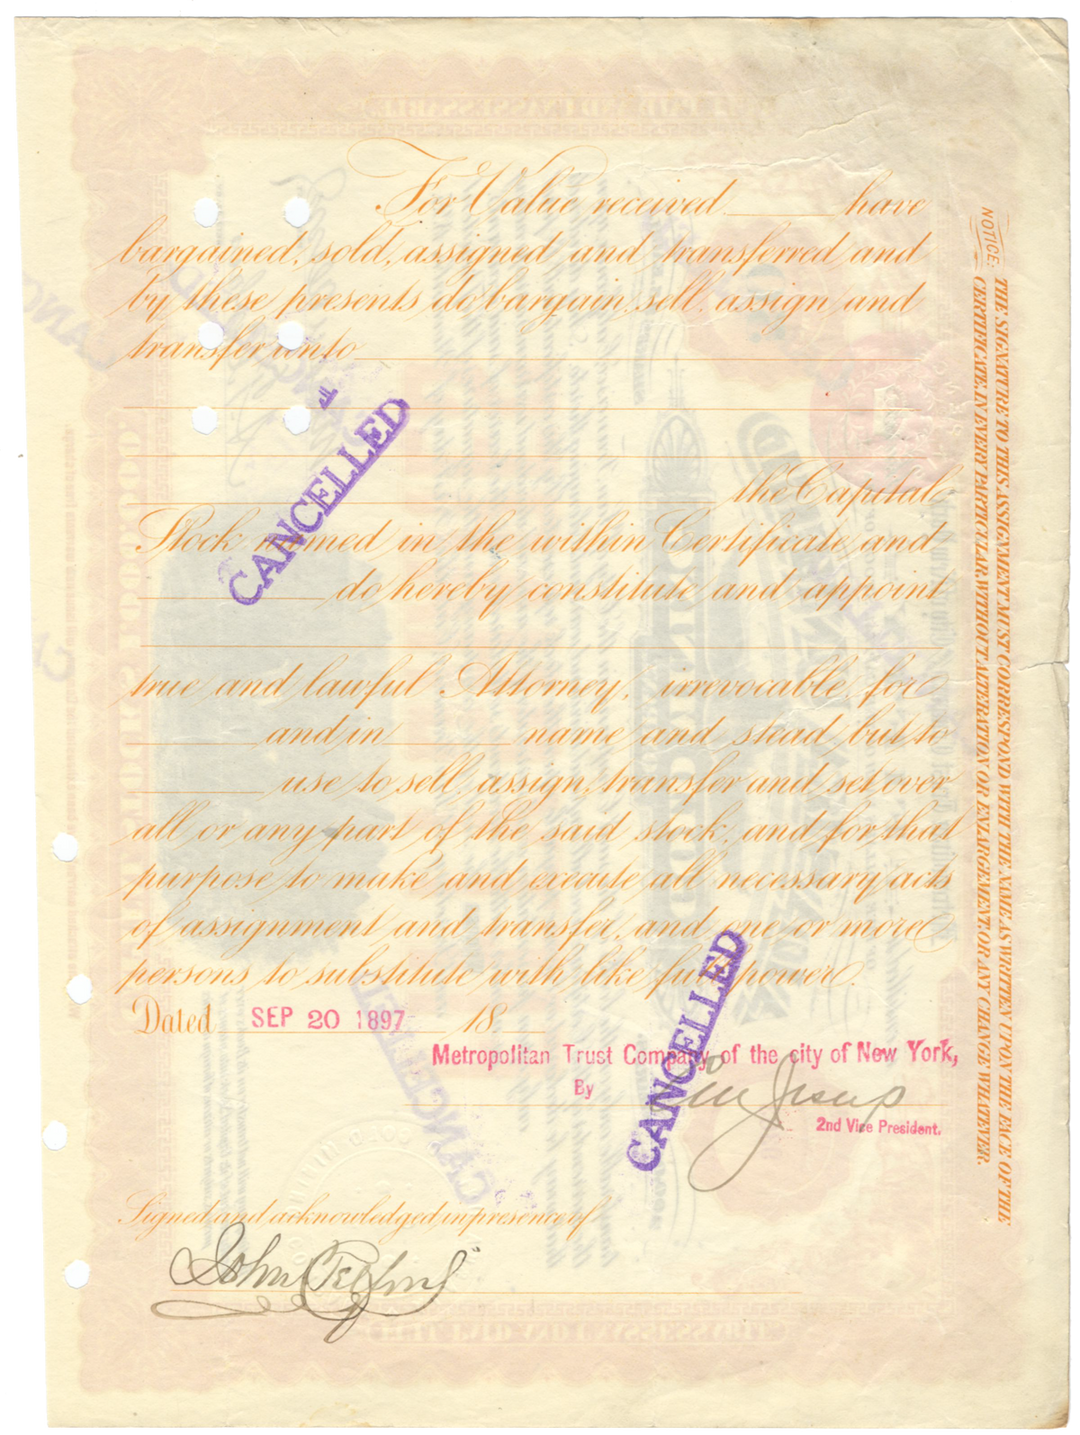 For Value received ______ have
bargained, sold, assigned and transferred and
by these presents do bargain, sell, assign and
transfer unto
the Capital
Stock named in the within Certificate and
______ do hereby constitute and appoint
true and lawful Attorney, irrevocable for
______ and in ______ name and stead but to
______ use to sell, assign, transfer and set over
all or any part of the said stock, and for that
purpose to make and execute all necessary acts
of assignment and transfer, and one or more
persons to substitute with like full power.
Dated SEP 20 1897 18
Metropolitan Trust Company of the city of New York,
By Jesup
2nd Vice President.
Signed and acknowledged in presence of
John
CANCELLED
CANCELLED
NOTICE: THE SIGNATURE TO THIS ASSIGNMENT MUST CORRESPOND WITH THE NAME AS WRITTEN UPON THE FACE OF THE
CERTIFICATE, IN EVERY PARTICULAR, WITHOUT ALTERATION OR ENLARGEMENT, OR ANY CHANGE WHATEVER.